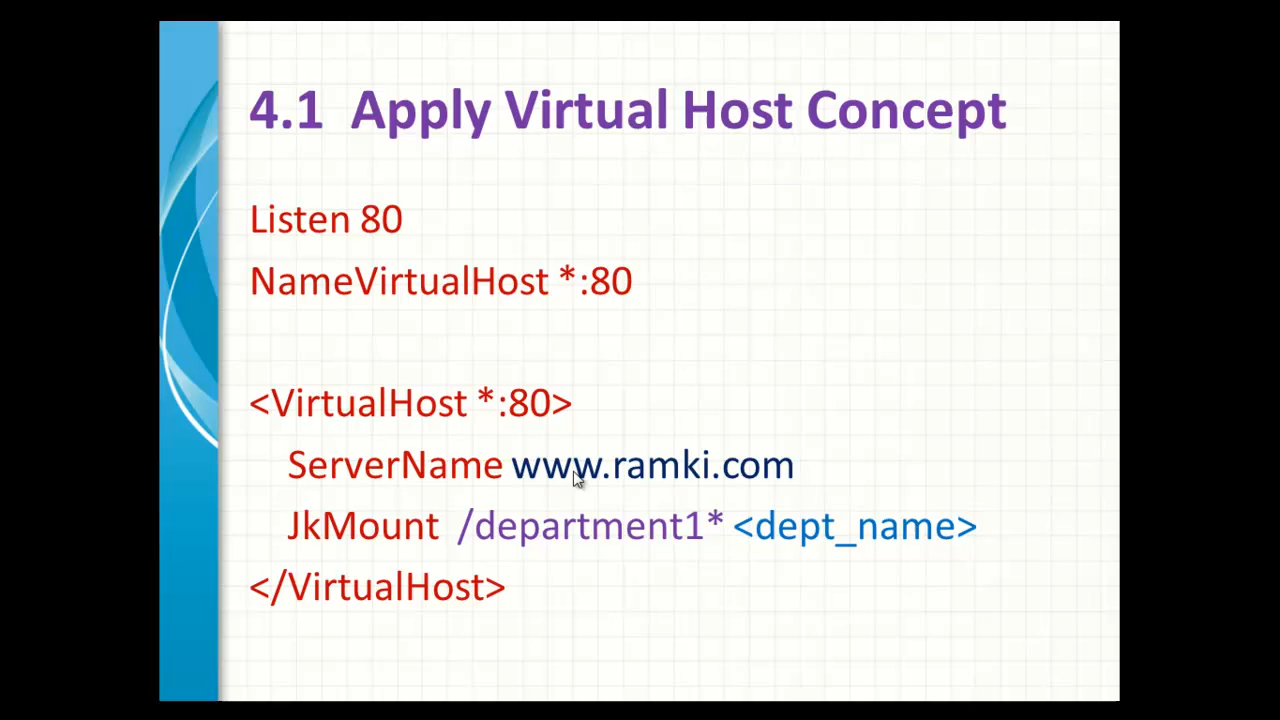 4.1 Apply Virtual Host Concept
Listen 80
NameVirtualHost *:80
<VirtualHost *:80>
ServerName www.ramki.com
JkMount /department1* <dept_name>
</VirtualHost>